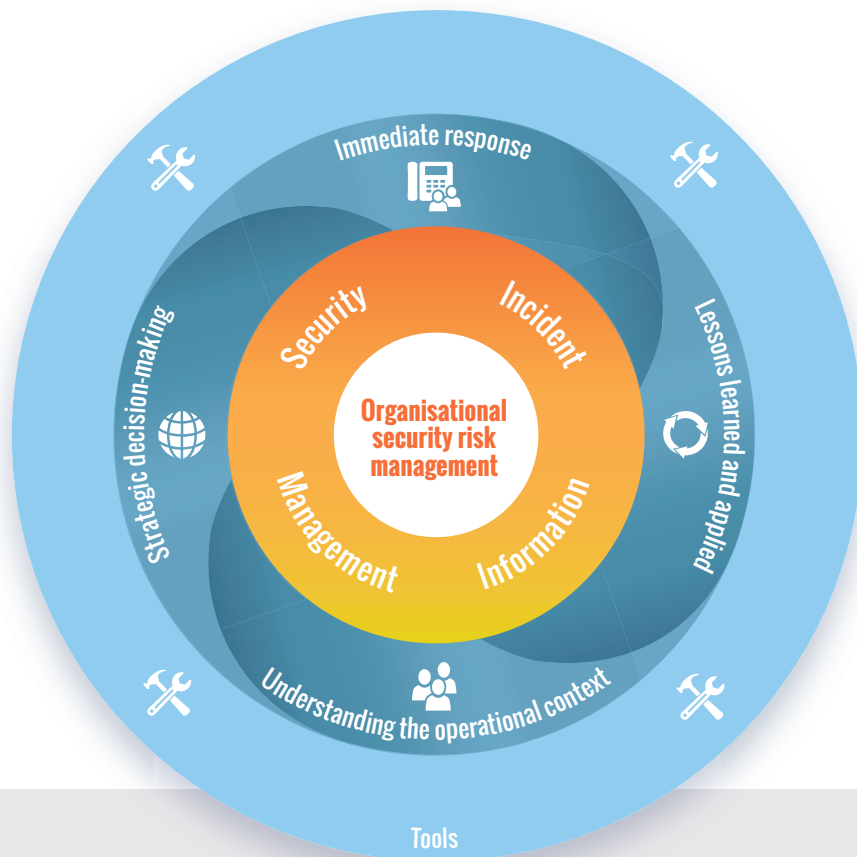 Immediate response
Security
Incident
Lessons learned and applied
Strategic decision-making
Organisational
security risk
management
Management
Information
Understanding the operational context
Tools